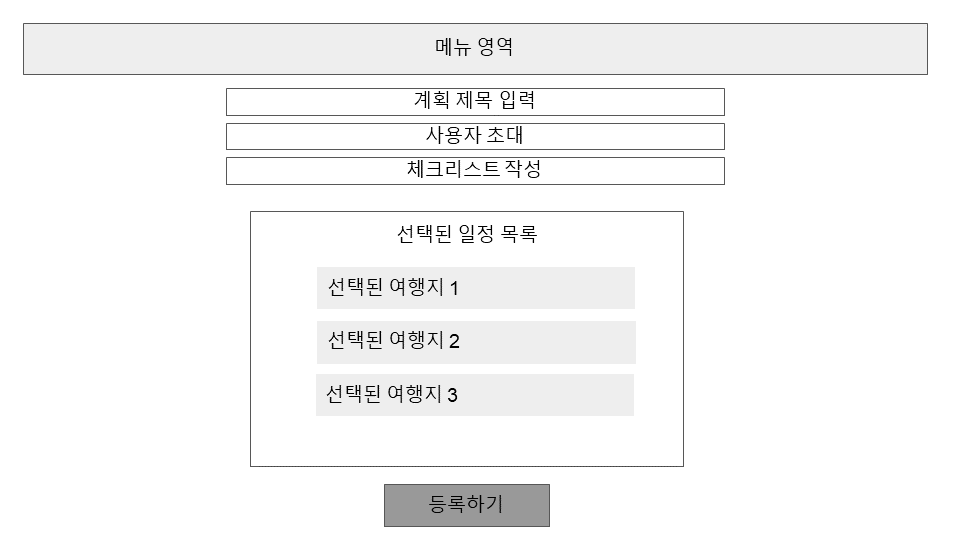 메뉴 영역
계획 제목 입력
사용자 초대
체크리스트 작성
선택된 일정 목록
선택된 여행지 1
선택된 여행지 2
선택된 여행지 3
등록하기